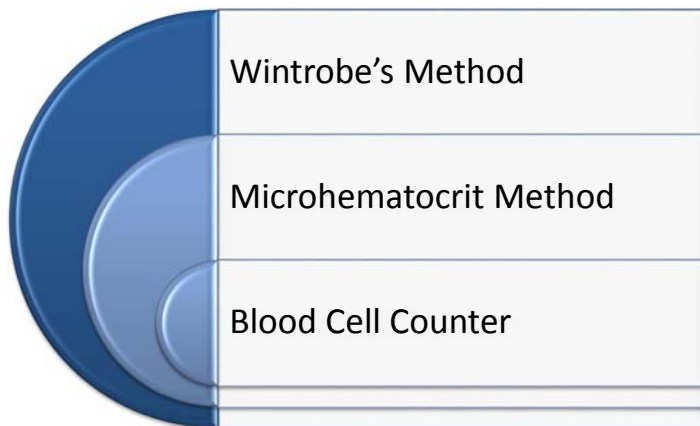 Wintrobe’s Method
Microhematocrit Method
Blood Cell Counter